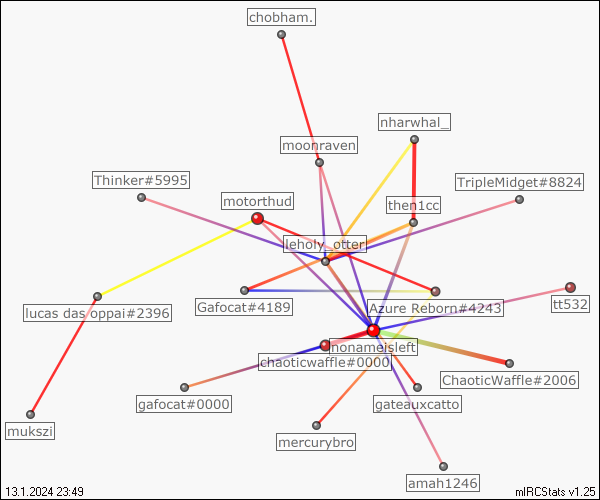 chobham.
nharwhal_
moonraven
Thinker#5995
TripleMidget#8824
motorthud
then1cc
leholy_otter
Gafocat#4189
Azure Reborn#4243
tt532
lucas das oppai#2396
nonameisleft
chaoticwaffle#0000
ChaoticWaffle#2006
gafocat#0000
gateauxcatto
mukszi
mercurybro
amah1246
13.1.2024 23:49
mIRCStats v1.25